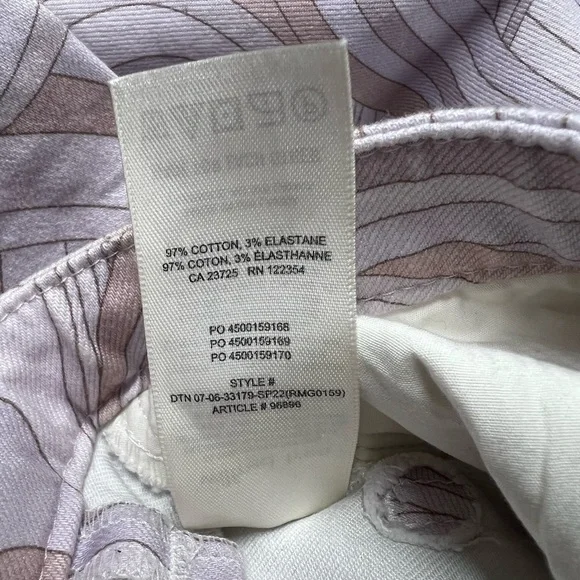 97% COTTON, 3% ELASTANE
97% COTON, 3% ÉLASTHANNE
CA 23725 RN 122354
PO 4500159168
PO 4500159169
PO 4500159170
STYLE #
DTN 07-06-33179-SP22(RMG0159)
ARTICLE # 96896